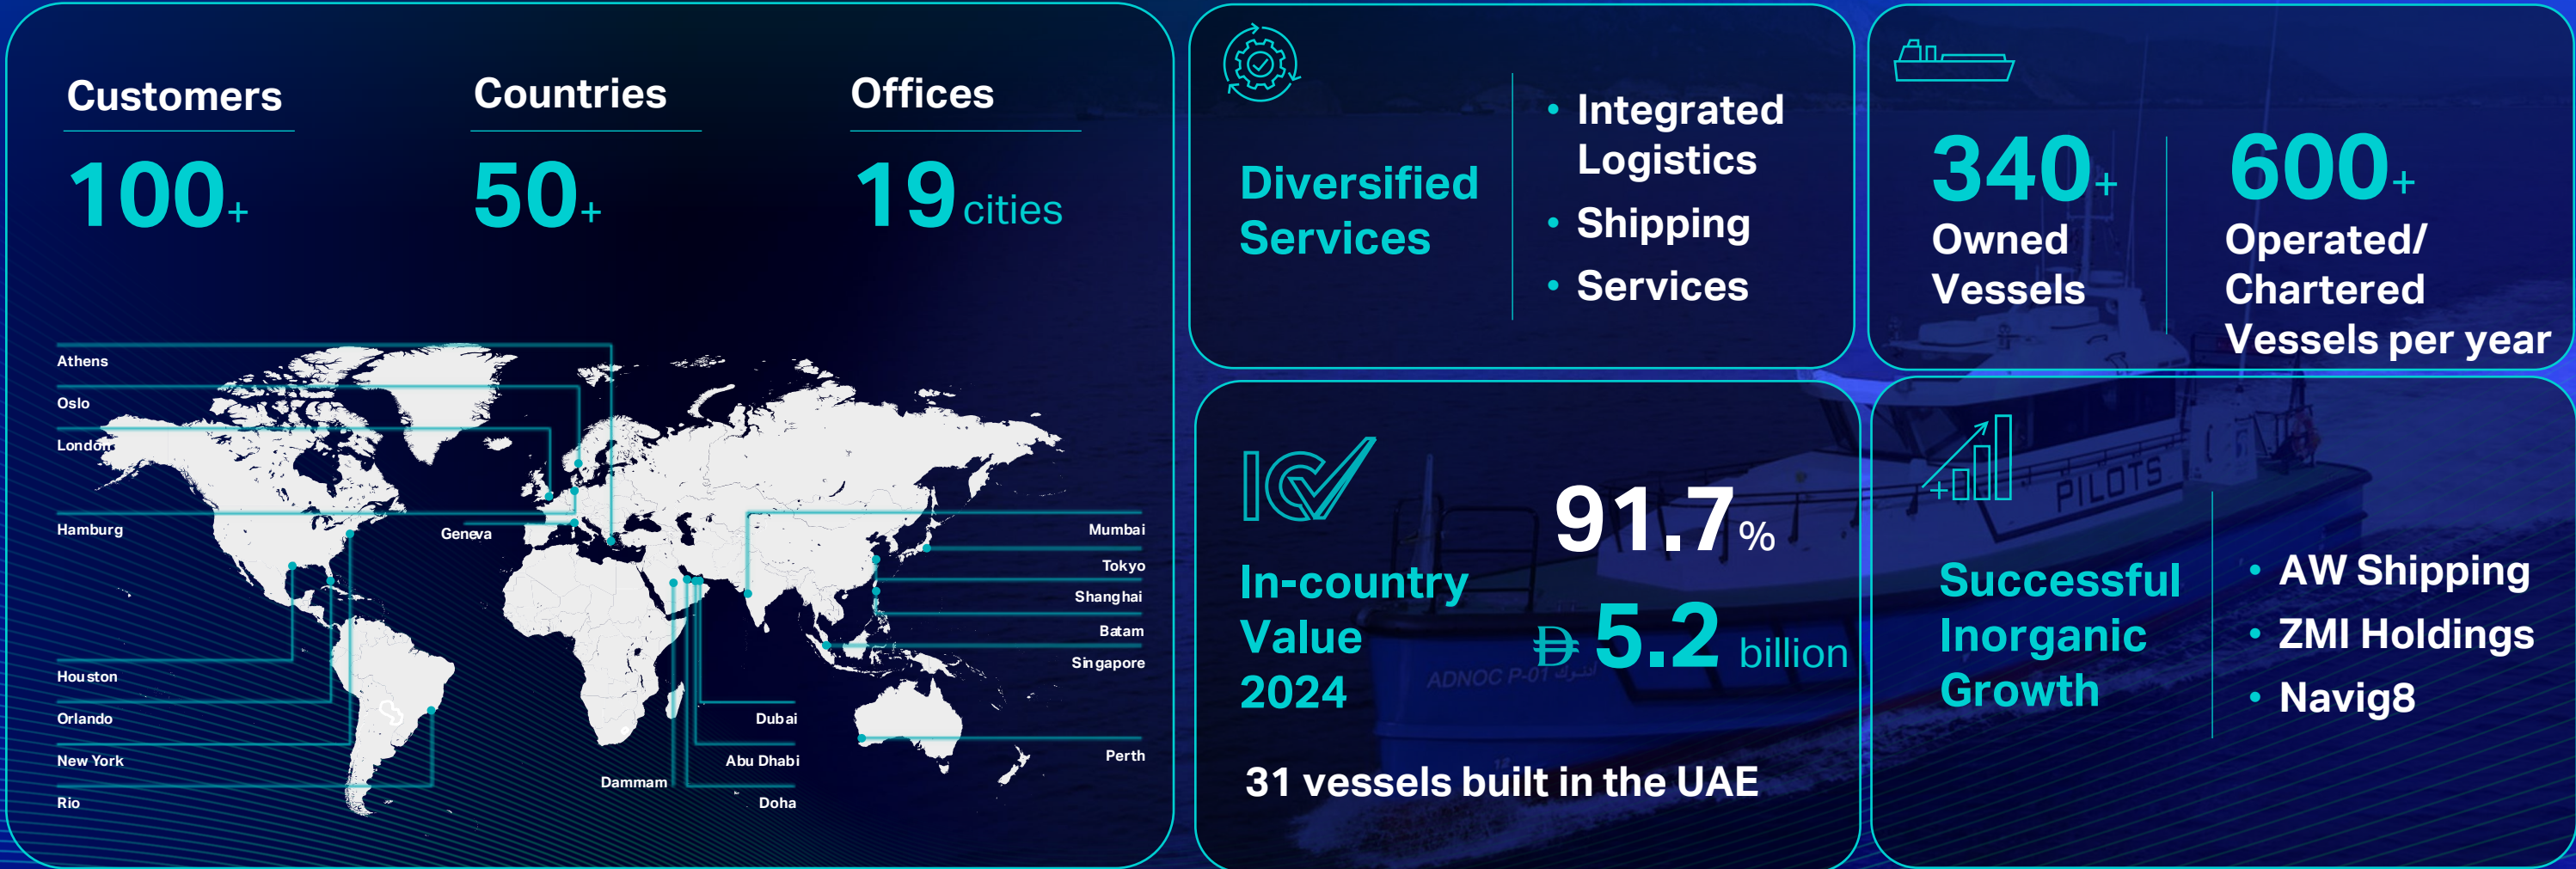 Customers
100+
Countries
50+
Offices
19 cities
Athens
Oslo
London
Hamburg
Geneva
Houston
Orlando
New York
Rio
Mumbai
Tokyo
Shanghai
Batam
Singapore
Perth
Dubai
Abu Dhabi
Dammam
Doha
Diversified
Services
• Integrated
Logistics
• Shipping
• Services
340+
Owned
Vessels
600+
Operated/
Chartered
Vessels per year
ICV
In-country
Value
2024
91.7%
5.2 billion
31 vessels built in the UAE
PILOTS
ADNOC P-01
Successful
Inorganic
Growth
• AW Shipping
• ZMI Holdings
• Navig8